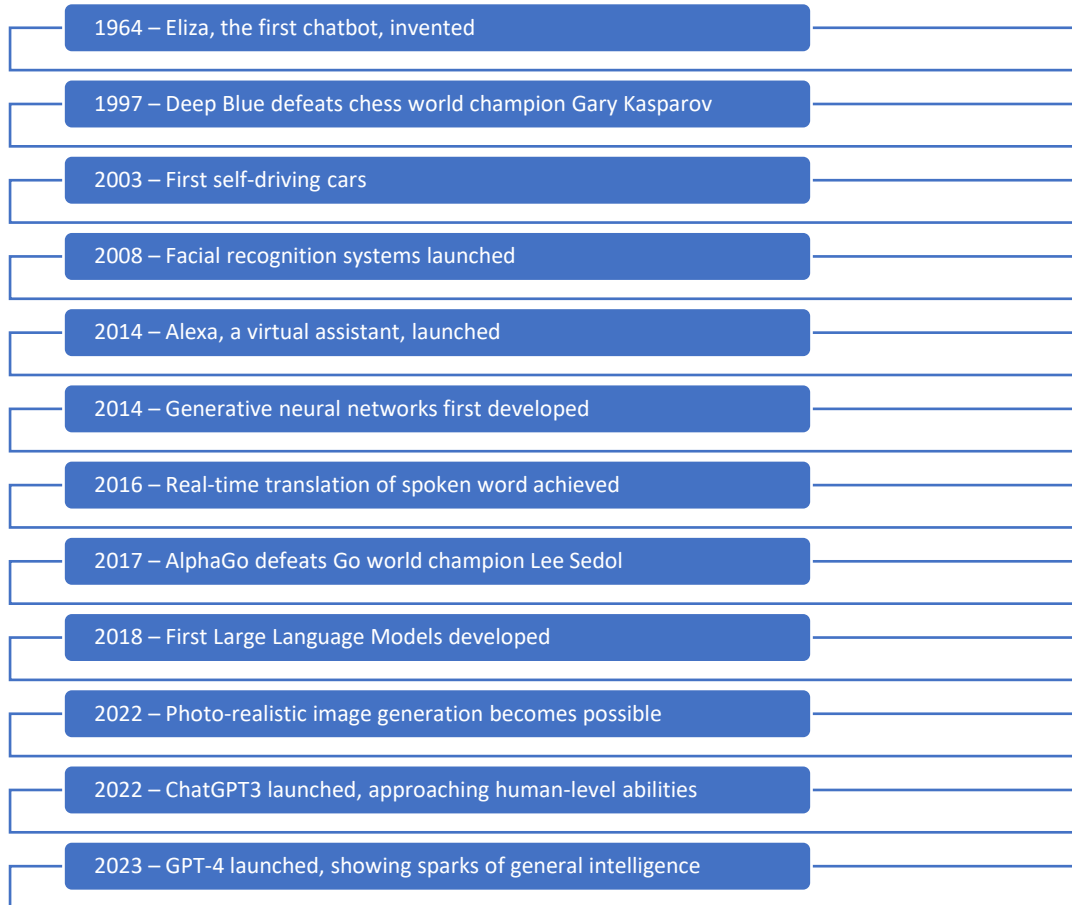 1964 – Eliza, the first chatbot, invented
1997 – Deep Blue defeats chess world champion Gary Kasparov
2003 – First self-driving cars
2008 – Facial recognition systems launched
2014 – Alexa, a virtual assistant, launched
2014 – Generative neural networks first developed
2016 – Real-time translation of spoken word achieved
2017 – AlphaGo defeats Go world champion Lee Sedol
2018 – First Large Language Models developed
2022 – Photo-realistic image generation becomes possible
2022 – ChatGPT3 launched, approaching human-level abilities
2023 – GPT-4 launched, showing sparks of general intelligence